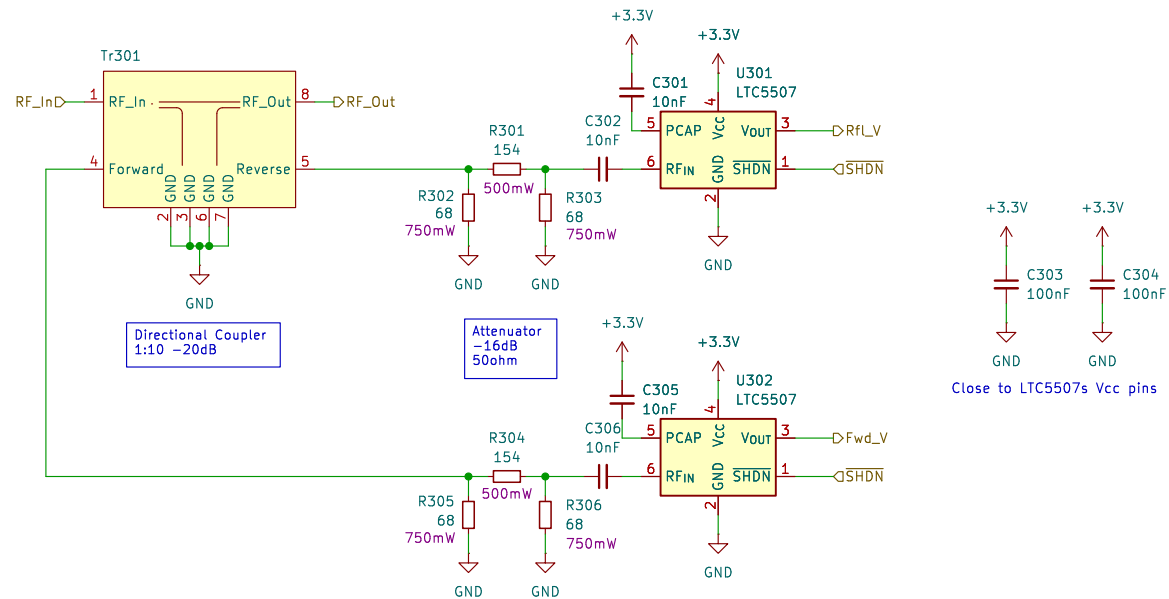 Tr301
RF_In
1
RF_In
RF_Out
8
RF_Out
4
Forward
Reverse
5
GND
GND
GND
GND
2
3
6
7
GND
Directional Coupler
1:10 -20dB
R301
154
500mW
R302
68
750mW
R303
68
750mW
GND
GND
Attenuator
-16dB
50ohm
+3.3V
C301
10nF
C302
10nF
+3.3V
U301
LTC5507
4
5
PCAP
Vcc
VOUT
3
Rfl_V
6
RFIN
GND
SHDN
1
SHDN
2
GND
+3.3V
C303
100nF
GND
+3.3V
C304
100nF
GND
Close to LTC5507s Vcc pins
R304
154
500mW
R305
68
750mW
R306
68
750mW
GND
GND
+3.3V
C305
10nF
C306
10nF
+3.3V
U302
LTC5507
4
5
PCAP
Vcc
VOUT
3
Fwd_V
6
RFIN
GND
SHDN
1
SHDN
2
GND